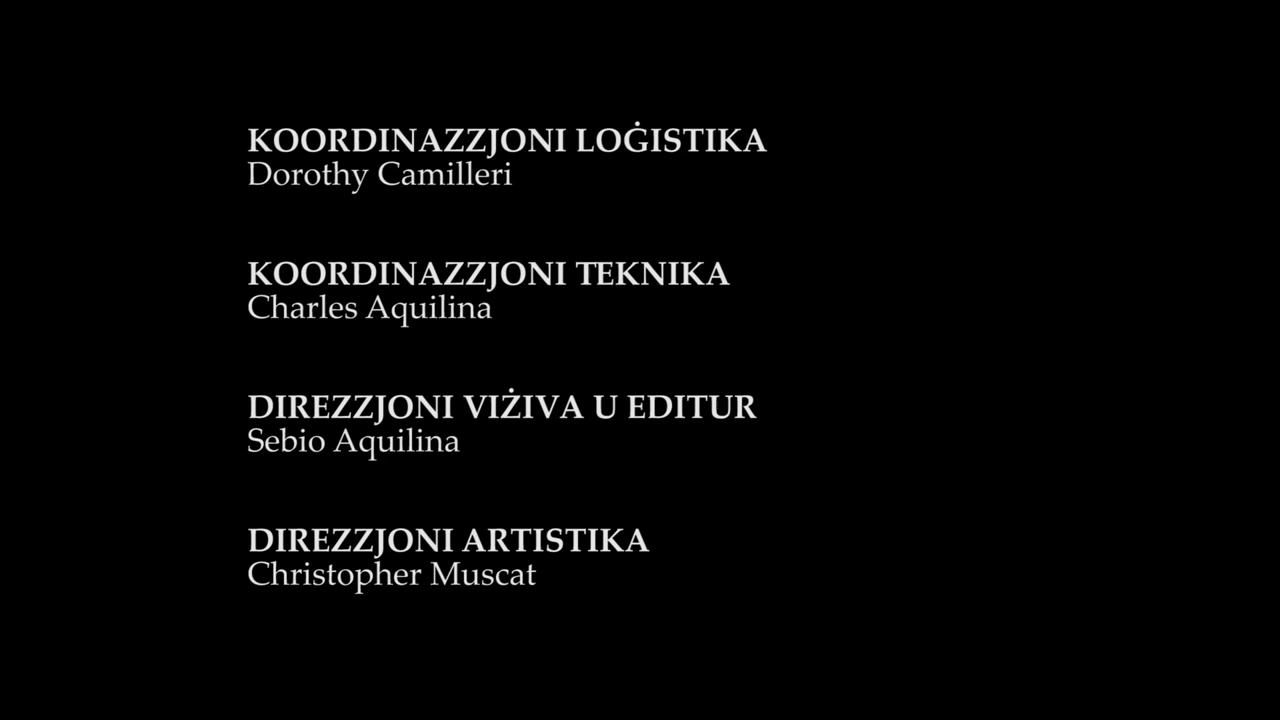 KOORDINAZZJONI LOĠISTIKA
Dorothy Camilleri
KOORDINAZZJONI TEKNIKA
Charles Aquilina
DIREZZJONI VIŻIVA U EDITUR
Sebio Aquilina
DIREZZJONI ARTISTIKA
Christopher Muscat